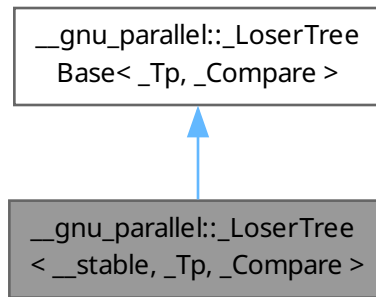 __gnu_parallel::_LoserTree
Base< _Tp, _Compare >
__gnu_parallel::_LoserTree
< __stable, _Tp, _Compare >